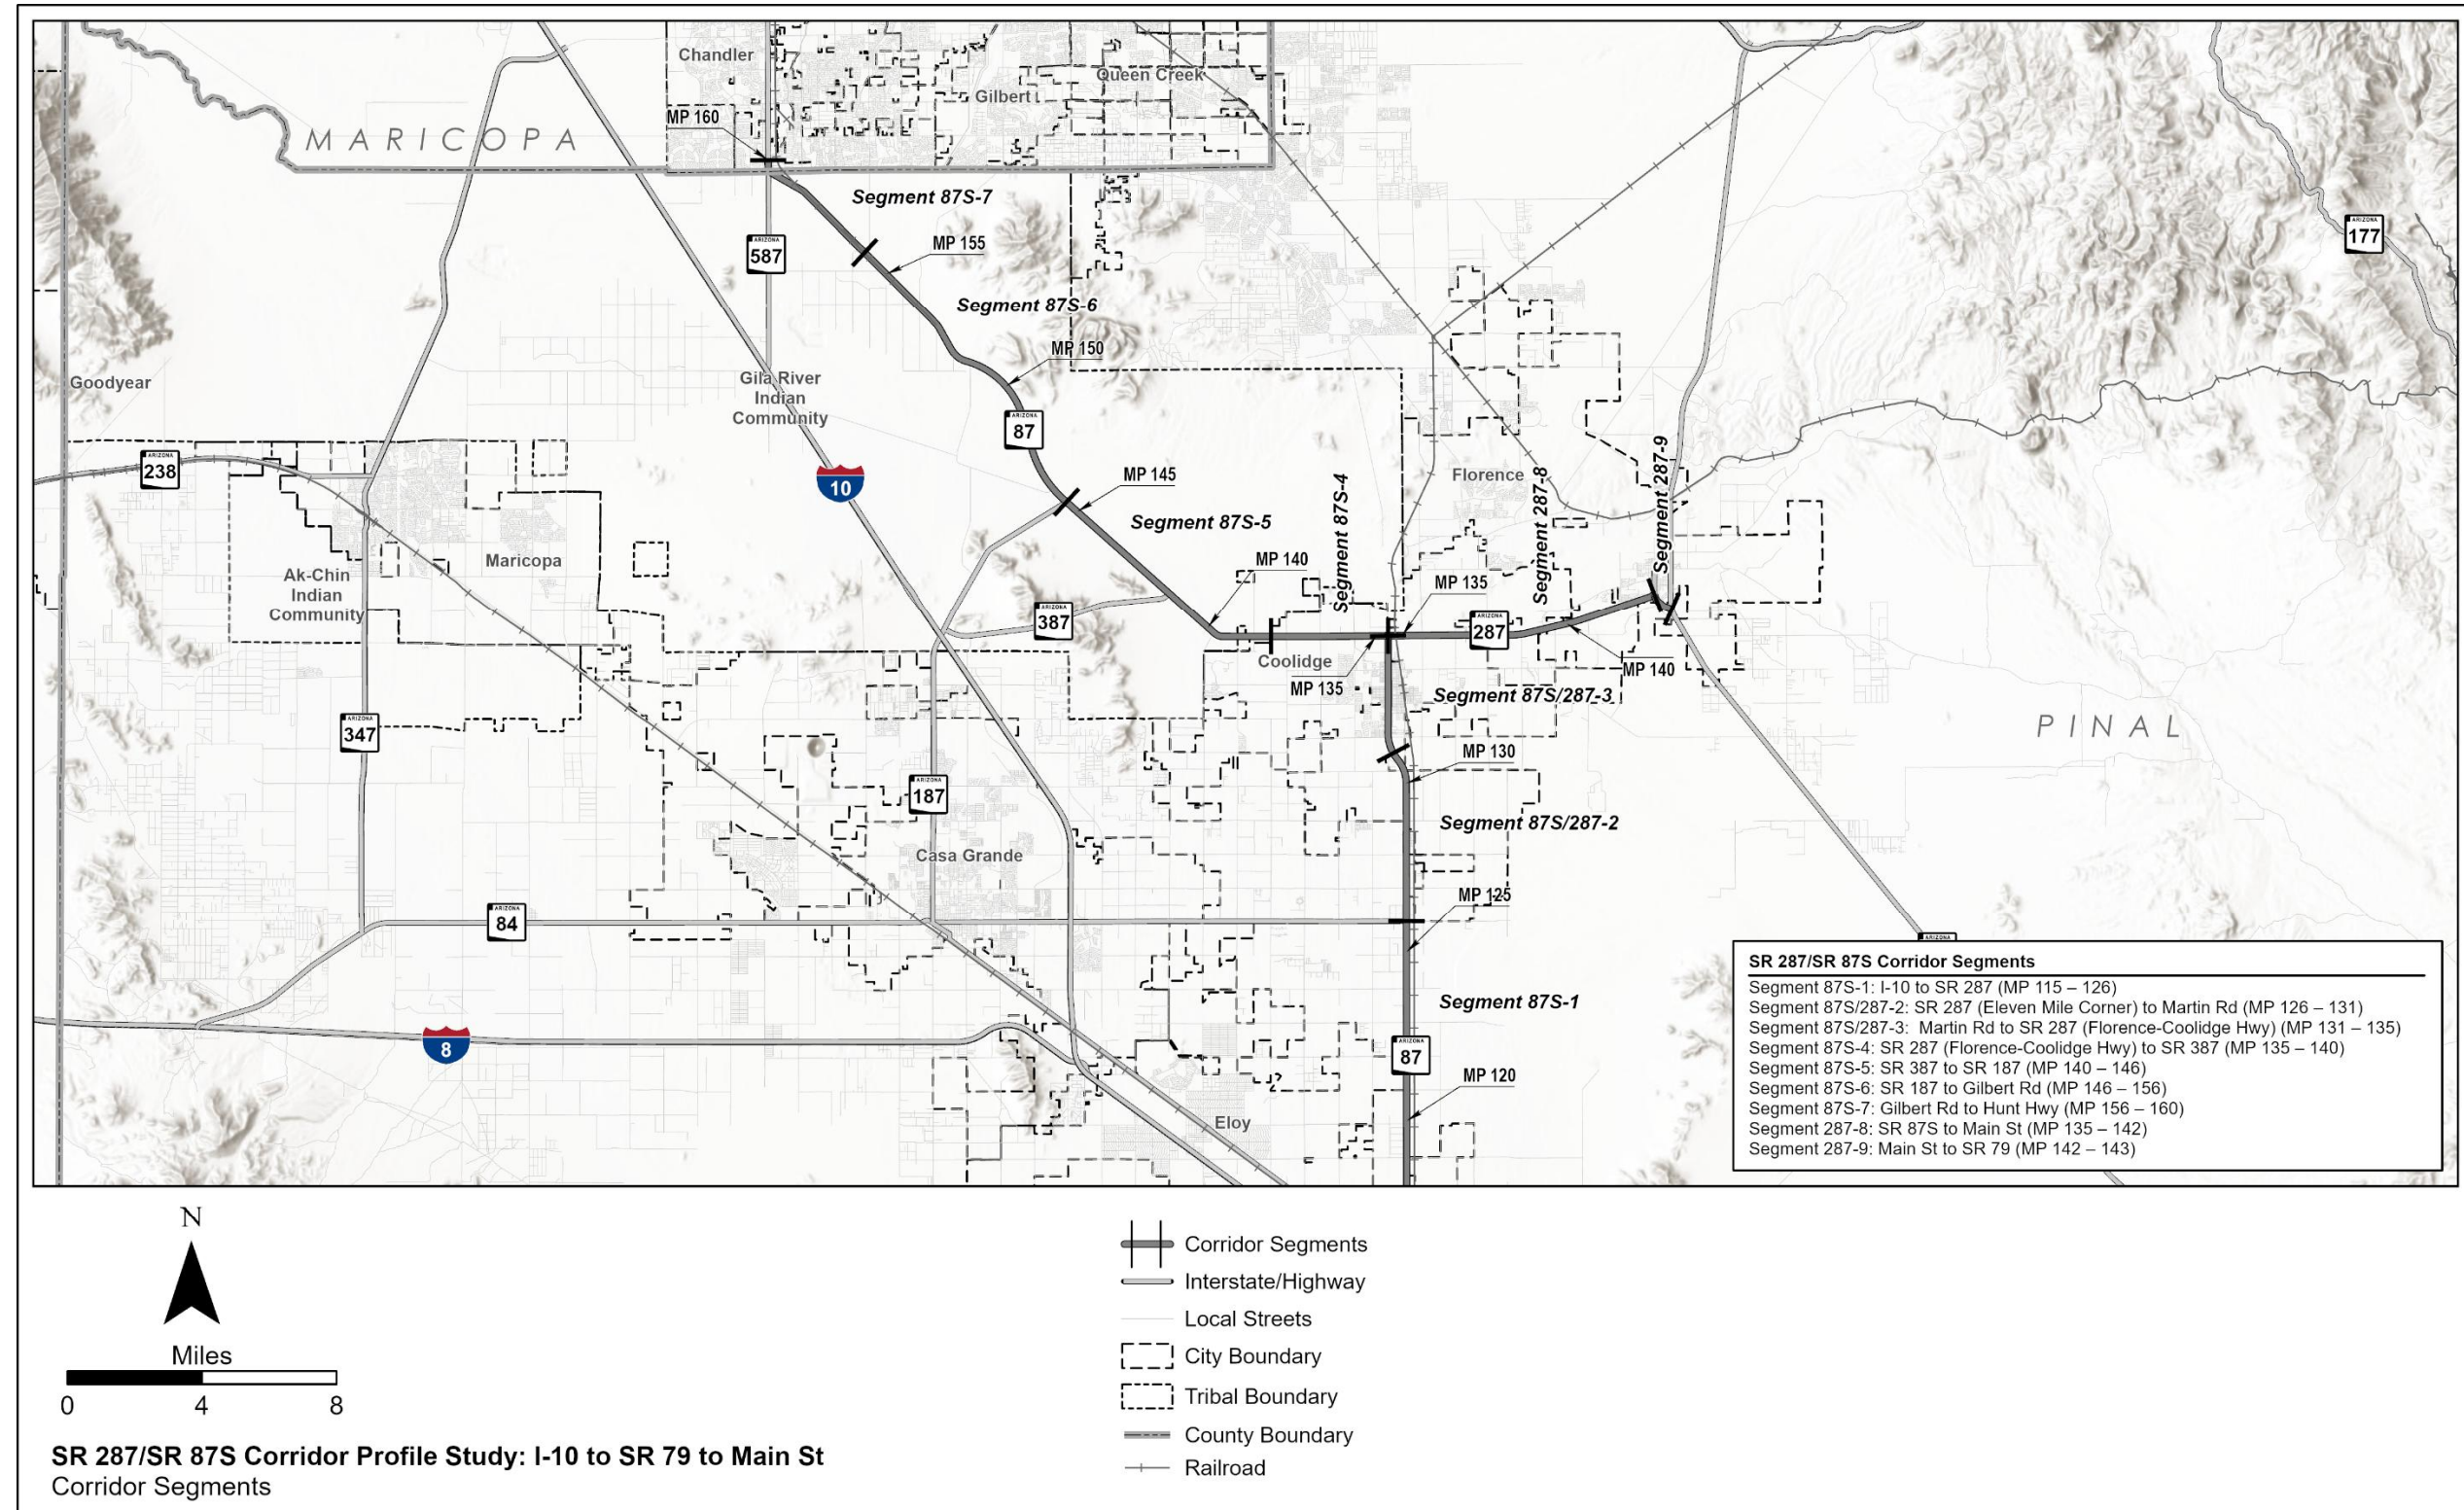 Chandler
Queen Creek
Gilbert
MP 160
MARICOPA
Segment 87S-7
ARIZONA
177
ARIZONA
587
MP 155
Segment 87S-6
MP 150
Goodyear
Gila River
Indian
Community
ARIZONA
87
ARIZONA
238
10
MP 145
Segment 87S-5
Segment 87S-4
Florence
Segment 287-8
Segment 287-9
Maricopa
Ak-Chin
Indian
Community
MP 140
MP 135
ARIZONA
387
ARIZONA
287
Coolidge
MP 135
MP 140
Segment 87S/287-3
PINAL
ARIZONA
347
MP 130
ARIZONA
187
Segment 87S/287-2
Casa Grande
MP 125
ARIZONA
84
ARIZONA
Segment 87S-1
8
ARIZONA
87
MP 120
Eloy
SR 287/SR 87S Corridor Segments
Segment 87S-1: I-10 to SR 287 (MP 115 – 126)
Segment 87S/287-2: SR 287 (Eleven Mile Corner) to Martin Rd (MP 126 – 131)
Segment 87S/287-3: Martin Rd to SR 287 (Florence-Coolidge Hwy) (MP 131 – 135)
Segment 87S-4: SR 287 (Florence-Coolidge Hwy) to SR 387 (MP 135 – 140)
Segment 87S-5: SR 387 to SR 187 (MP 140 – 146)
Segment 87S-6: SR 187 to Gilbert Rd (MP 146 – 156)
Segment 87S-7: Gilbert Rd to Hunt Hwy (MP 156 – 160)
Segment 287-8: SR 87S to Main St (MP 135 – 142)
Segment 287-9: Main St to SR 79 (MP 142 – 143)
N
Miles
0 4 8
Corridor Segments
Interstate/Highway
Local Streets
City Boundary
Tribal Boundary
County Boundary
Railroad
SR 287/SR 87S Corridor Profile Study: I-10 to SR 79 to Main St
Corridor Segments